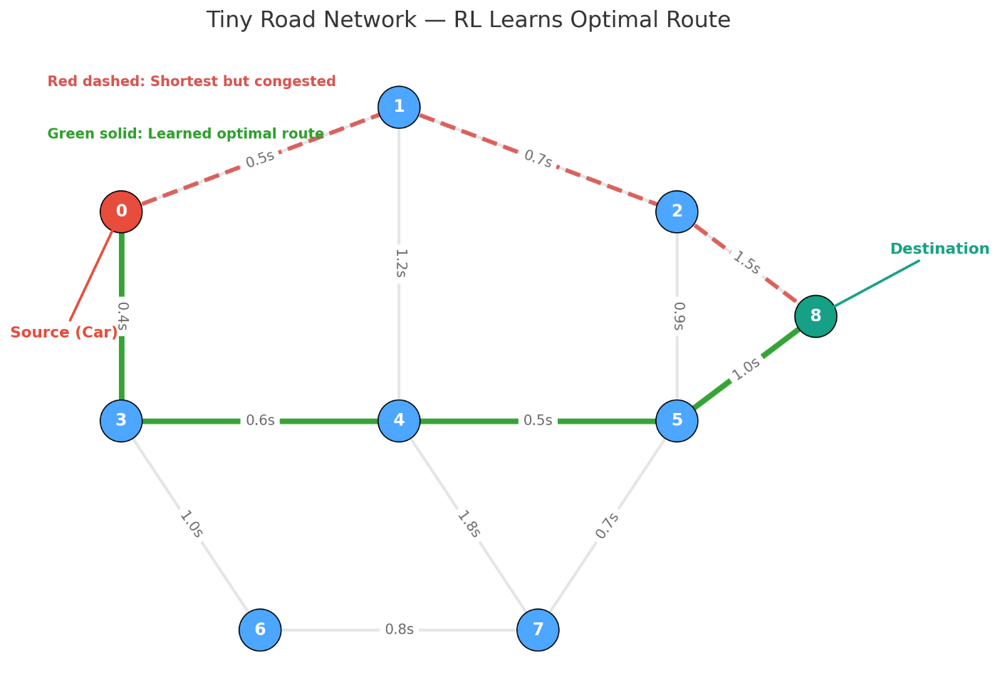 Tiny Road Network — RL Learns Optimal Route
Red dashed: Shortest but congested
1
Green solid: Learned optimal route
0.5s
0.7s
0
2
Destination
1.2s
1.5s
0.4s
0.9s
8
Source (Car)
1.0s
3
0.6s
4
0.5s
5
1.0s
1.8s
0.7s
6
0.8s
7